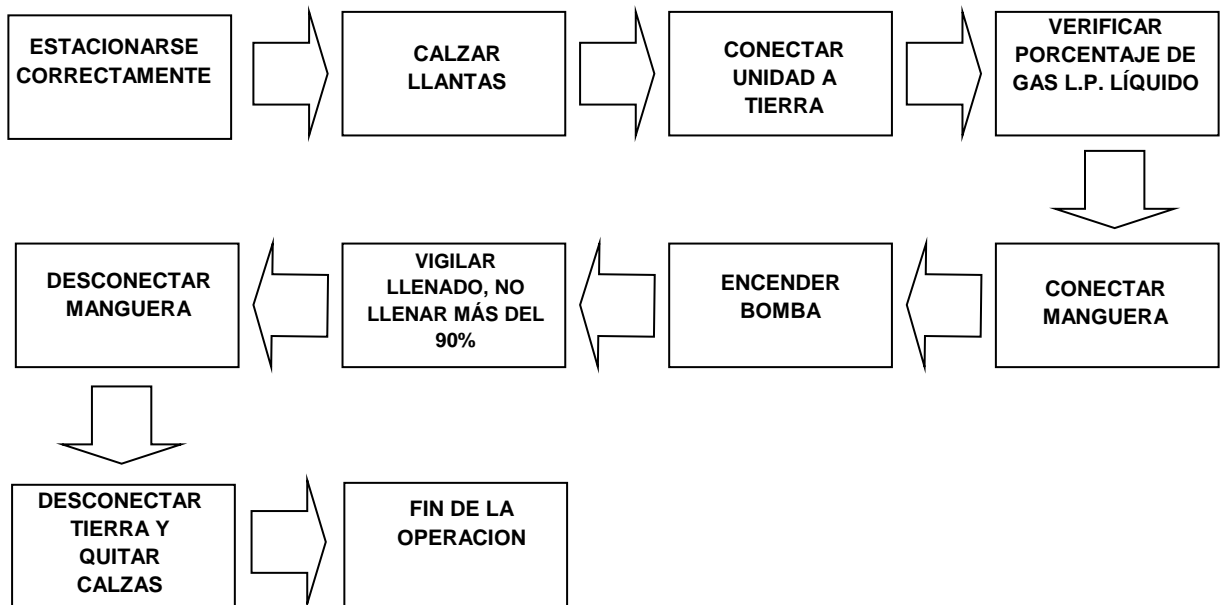 ESTACIONARSE
CORRECTAMENTE
CALZAR
LLANTAS
CONECTAR
UNIDAD A
TIERRA
VERIFICAR
PORCENTAJE DE
GAS L.P. LÍQUIDO
CONECTAR
MANGUERA
ENCENDER
BOMBA
VIGILAR
LLENADO, NO
LLENAR MÁS DEL
90%
DESCONECTAR
MANGUERA
DESCONECTAR
TIERRA Y
QUITAR
CALZAS
FIN DE LA
OPERACION